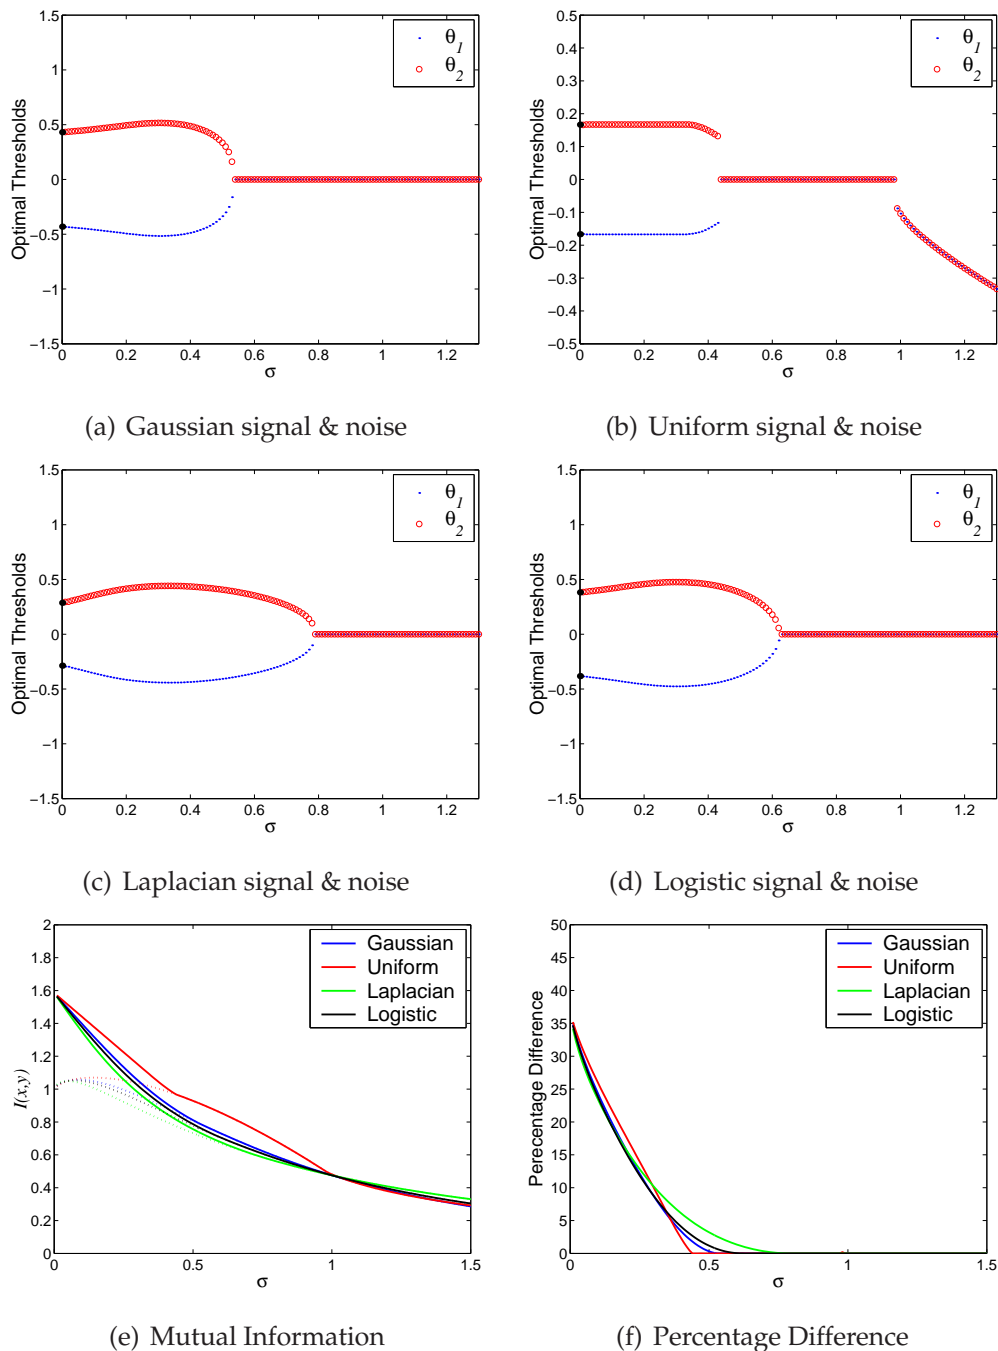 1.5
1
0.5
0
−0.5
−1
−1.5
0 0.2 0.4 0.6 0.8 1 1.2
Optimal Thresholds
σ
θ1
θ2
(a) Gaussian signal & noise
0.5
0.4
0.3
0.2
0.1
0
−0.1
−0.2
−0.3
−0.4
−0.5
0 0.2 0.4 0.6 0.8 1 1.2
Optimal Thresholds
σ
θ1
θ2
(b) Uniform signal & noise
1.5
1
0.5
0
−0.5
−1
−1.5
0 0.2 0.4 0.6 0.8 1 1.2
Optimal Thresholds
σ
θ1
θ2
(c) Laplacian signal & noise
1.5
1
0.5
0
−0.5
−1
−1.5
0 0.2 0.4 0.6 0.8 1 1.2
Optimal Thresholds
σ
θ1
θ2
(d) Logistic signal & noise
2
1.8
1.6
1.4
1.2
1
0.8
0.6
0.4
0.2
0
0 0.5 1 1.5
I(x,y)
σ
Gaussian
Uniform
Laplacian
Logistic
(e) Mutual Information
50
45
40
35
30
25
20
15
10
5
0
0 0.5 1 1.5
Perecentage Difference
σ
Gaussian
Uniform
Laplacian
Logistic
(f) Percentage Difference